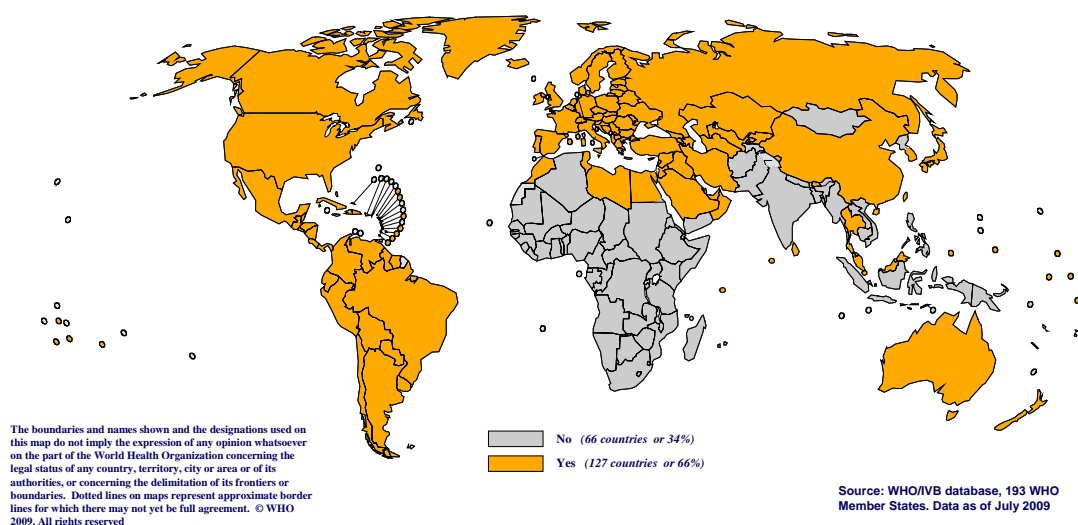 The boundaries and names shown and the designations used on
this map do not imply the expression of any opinion whatsoever
on the part of the World Health Organization concerning the
legal status of any country, territory, city or area or of its
authorities, or concerning the delimitation of its frontiers or
boundaries.  Dotted lines on maps represent approximate border
lines for which there may not yet be full agreement.  © WHO
2009. All rights reserved
No (66 countries or 34%)
Yes (127 countries or 66%)
Source: WHO/IVB database, 193 WHO
Member States. Data as of July 2009